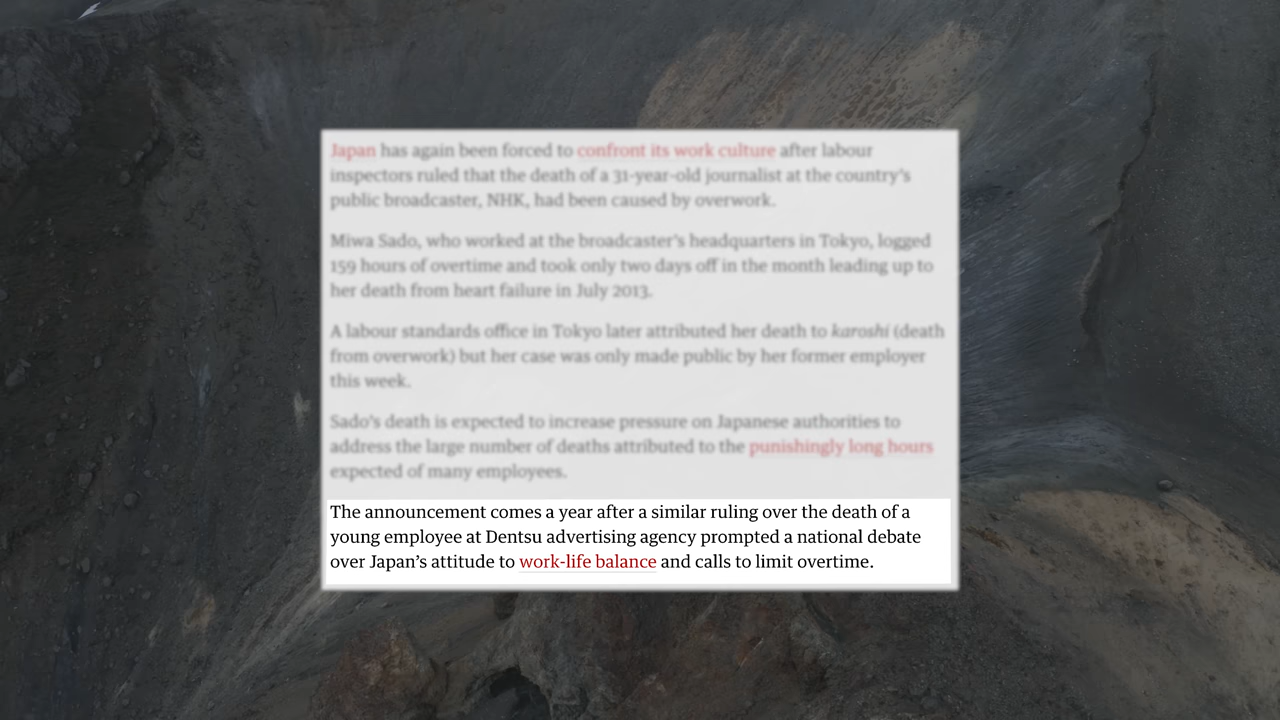 Japan has again been forced to confront its work culture after labour
inspectors ruled that the death of a 31-year-old journalist at the country's
public broadcaster, NHK, had been caused by overwork.
Miwa Sado, who worked at the broadcaster's headquarters in Tokyo, logged
159 hours of overtime and took only two days off in the month leading up to
her death from heart failure in July 2013.
A labour standards office in Tokyo later attributed her death to karoshi (death
from overwork) but her case was only made public by her former employer
this week.
Sado's death is expected to increase pressure on Japanese authorities to
address the large number of deaths attributed to the punishingly long hours
expected of many employees.
The announcement comes a year after a similar ruling over the death of a
young employee at Dentsu advertising agency prompted a national debate
over Japan's attitude to work-life balance and calls to limit overtime.